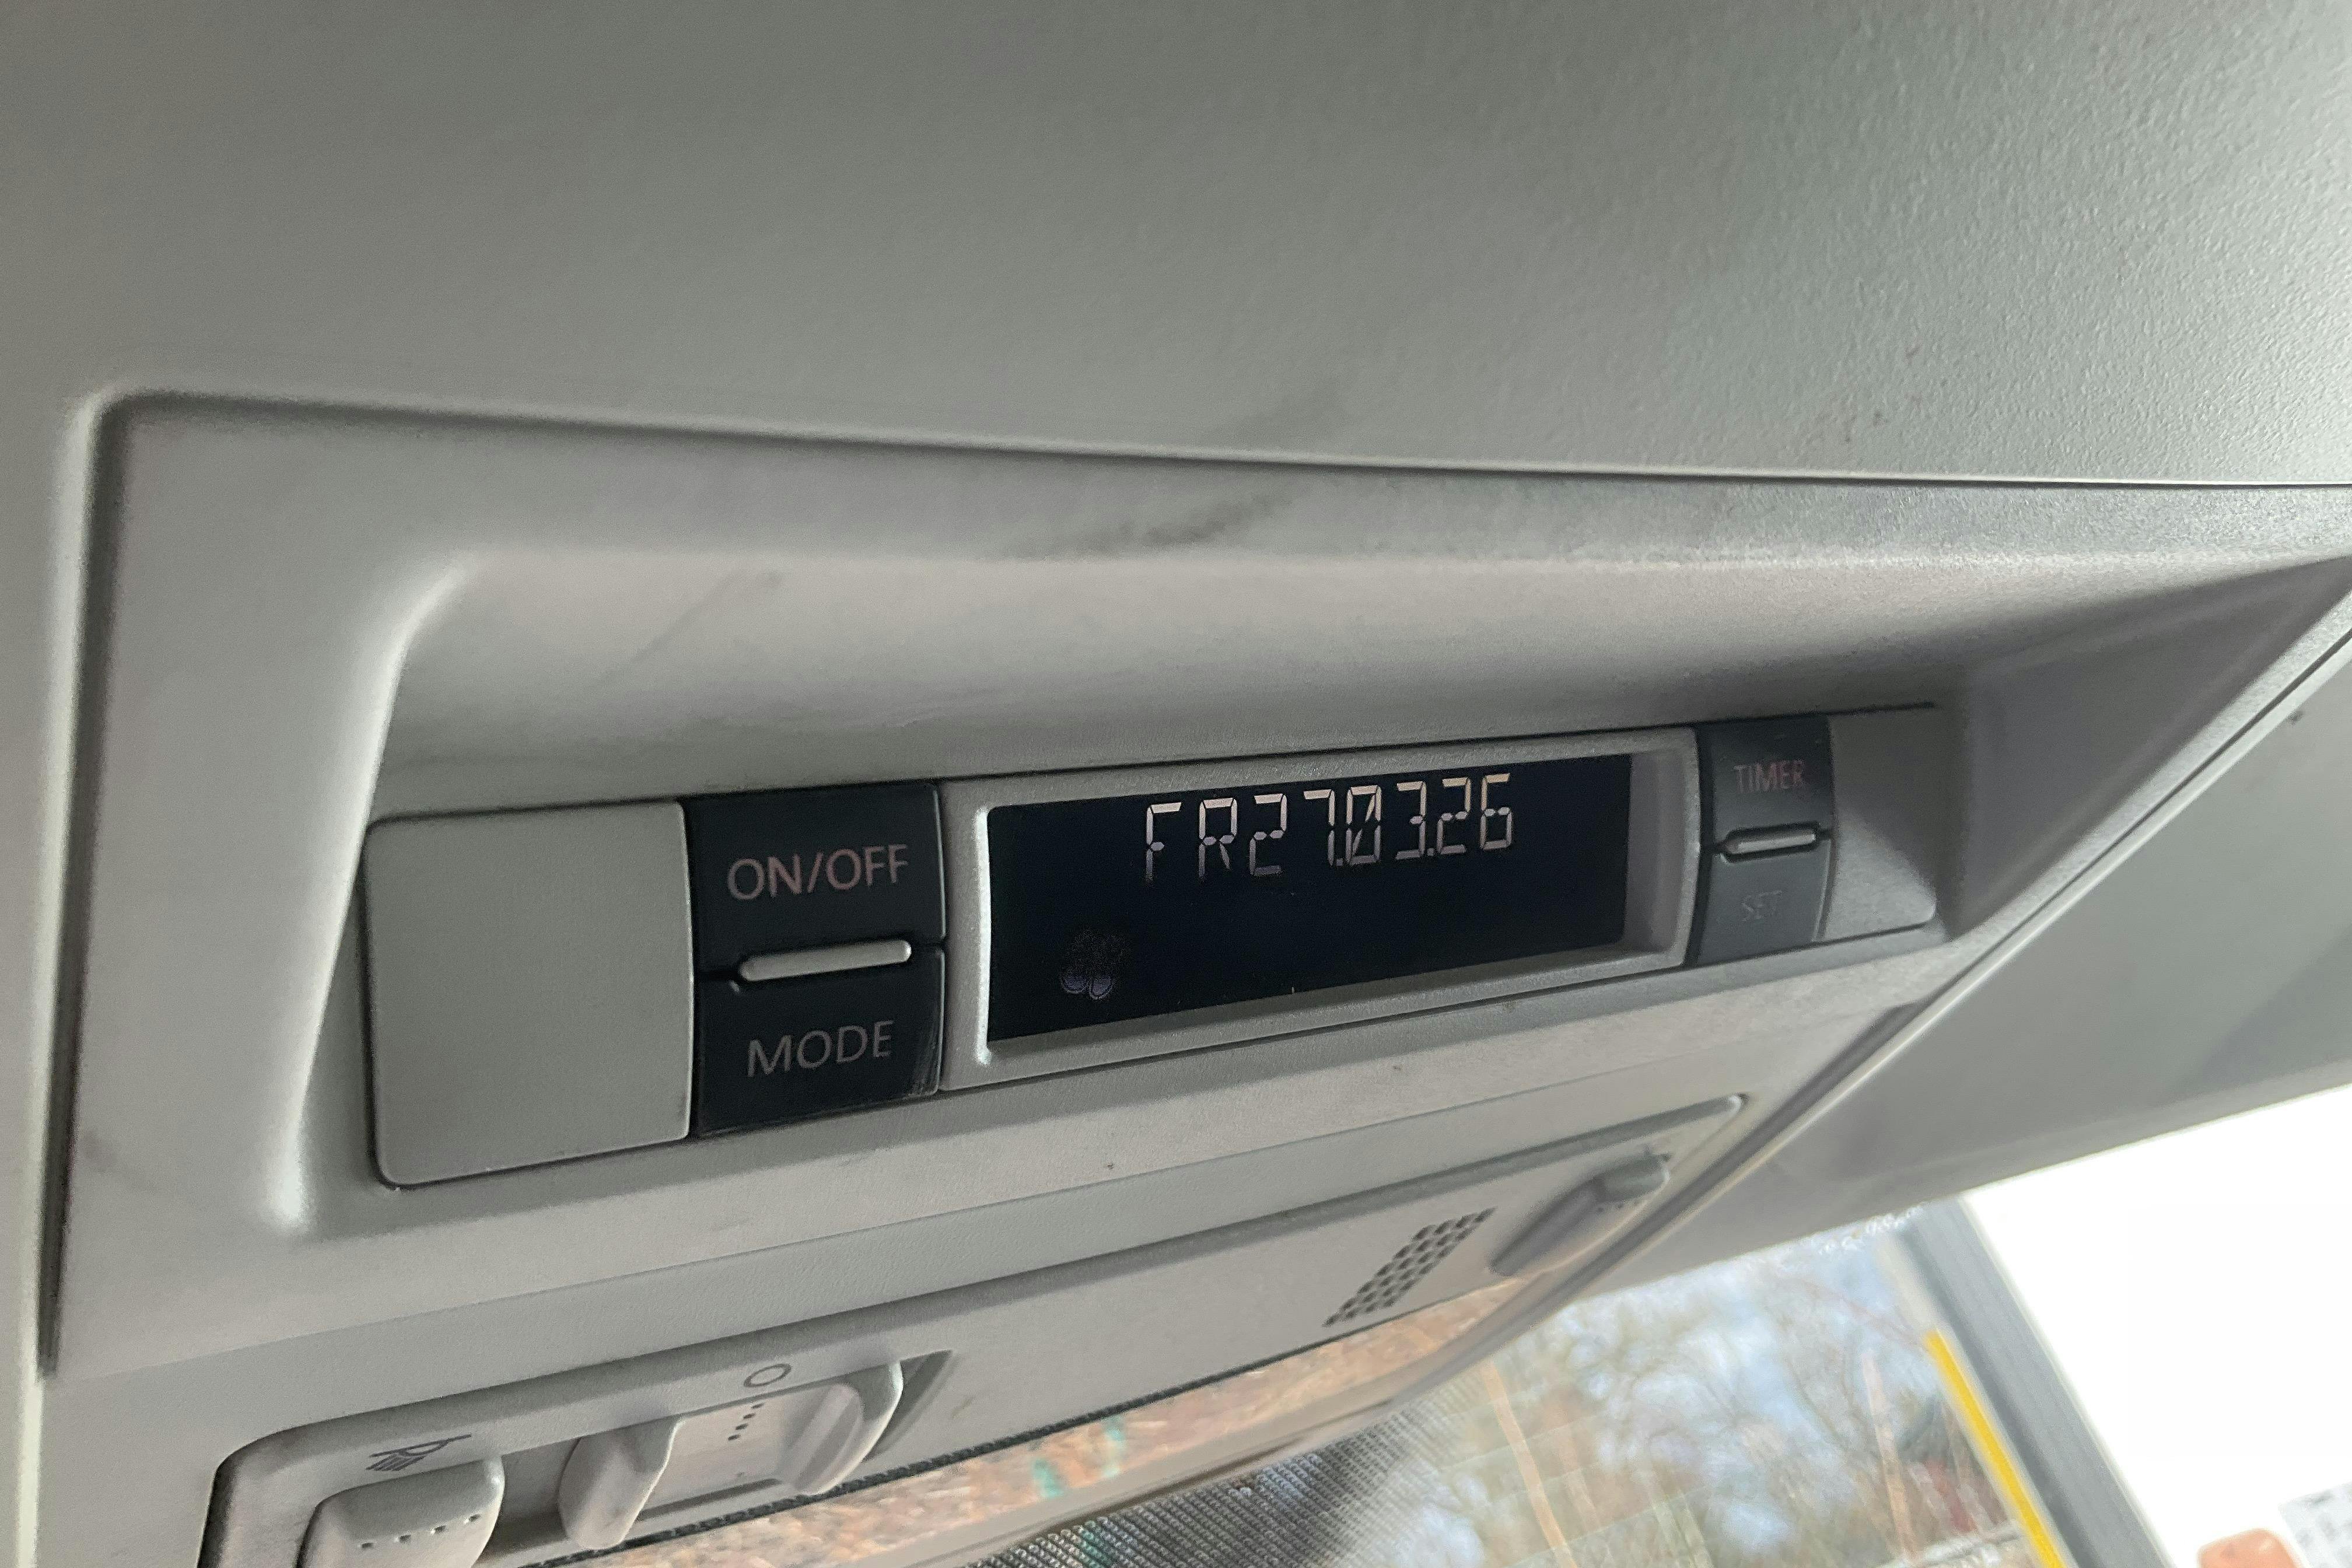 FR27.03.26
ON/OFF
MODE
TIMER
SET